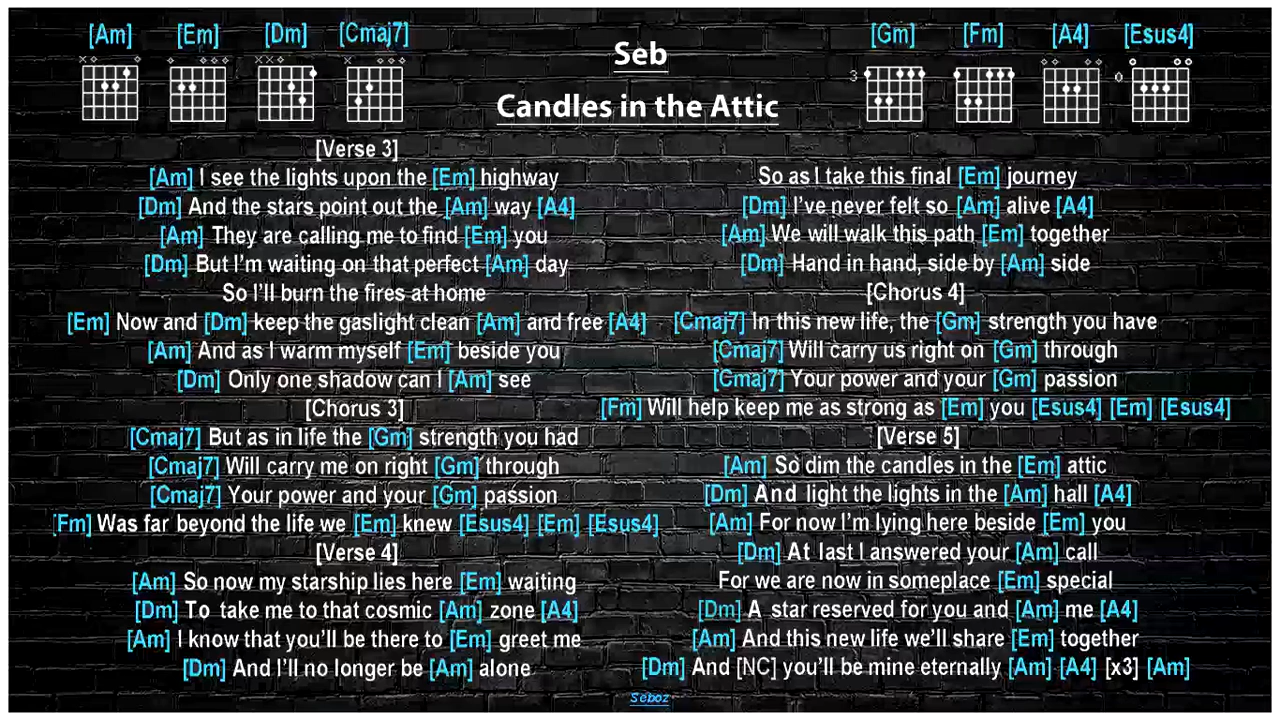 [Am] [Em] [Dm] [Cmaj7]
Seb
Candles in the Attic
[Gm] [Fm] [A4] [Esus4]
3
[Verse 3]
[Am] I see the lights upon the [Em] highway
[Dm] And the stars point out the [Am] way [A4]
[Am] They are calling me to find [Em] you
[Dm] But I'm waiting on that perfect [Am] day
So I'll burn the fires at home
[Em] Now and [Dm] keep the gaslight clean [Am] and free [A4]
[Am] And as I warm myself [Em] beside you
[Dm] Only one shadow can I [Am] see
[Chorus 3]
[Cmaj7] But as in life the [Gm] strength you had
[Cmaj7] Will carry me on right [Gm] through
[Cmaj7] Your power and your [Gm] passion
[Fm] Was far beyond the life we [Em] knew [Esus4] [Em] [Esus4]
[Verse 4]
[Am] So now my starship lies here [Em] waiting
[Dm] To take me to that cosmic [Am] zone [A4]
[Am] I know that you'll be there to [Em] greet me
[Dm] And I'll no longer be [Am] alone
So as I take this final [Em] journey
[Dm] I've never felt so [Am] alive [A4]
[Am] We will walk this path [Em] together
[Dm] Hand in hand, side by [Am] side
[Chorus 4]
[Cmaj7] In this new life, the [Gm] strength you have
[Cmaj7] Will carry us right on [Gm] through
[Cmaj7] Your power and your [Gm] passion
[Fm] Will help keep me as strong as [Em] you [Esus4] [Em] [Esus4]
[Verse 5]
[Am] So dim the candles in the [Em] attic
[Dm] And light the lights in the [Am] hall [A4]
[Am] For now I'm lying here beside [Em] you
[Dm] At last I answered your [Am] call
For we are now in someplace [Em] special
[Dm] A star reserved for you and [Am] me [A4]
[Am] And this new life we'll share [Em] together
[Dm] And [NC] you'll be mine eternally [Am] [A4] [x3] [Am]
Seboz